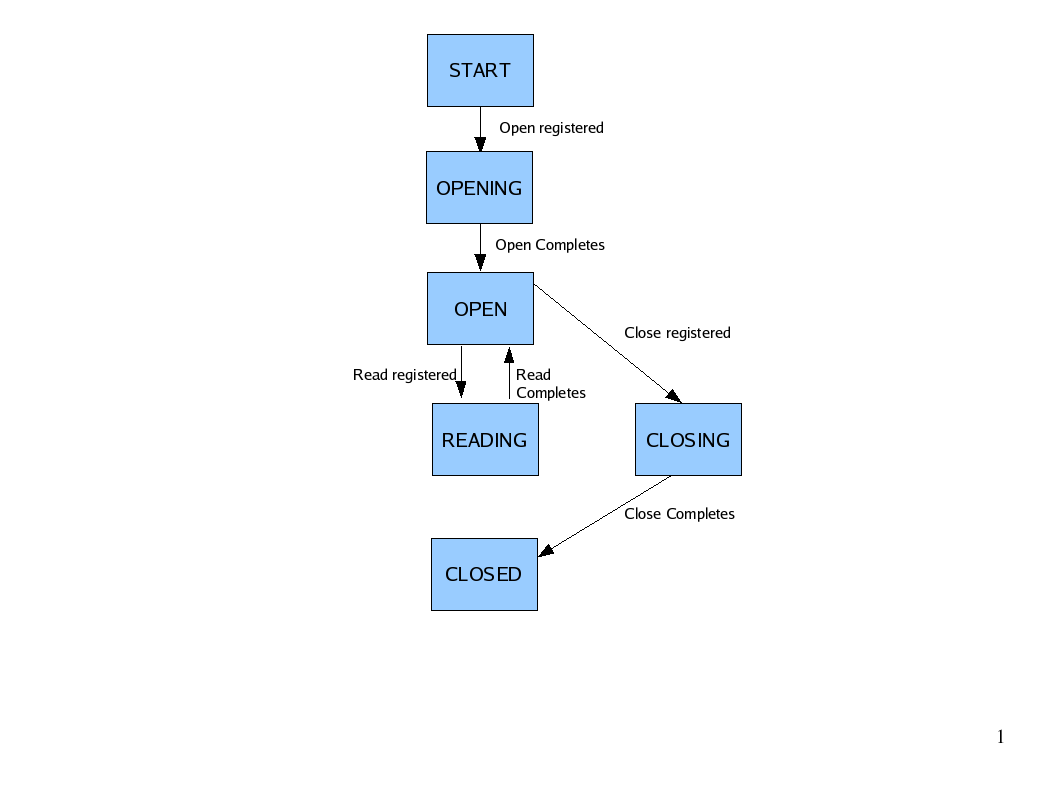 START
Open registered
OPENING
Open Completes
OPEN
Close registered
Read registered
Read
Completes
READING
CLOSING
Close Completes
CLOSED
1